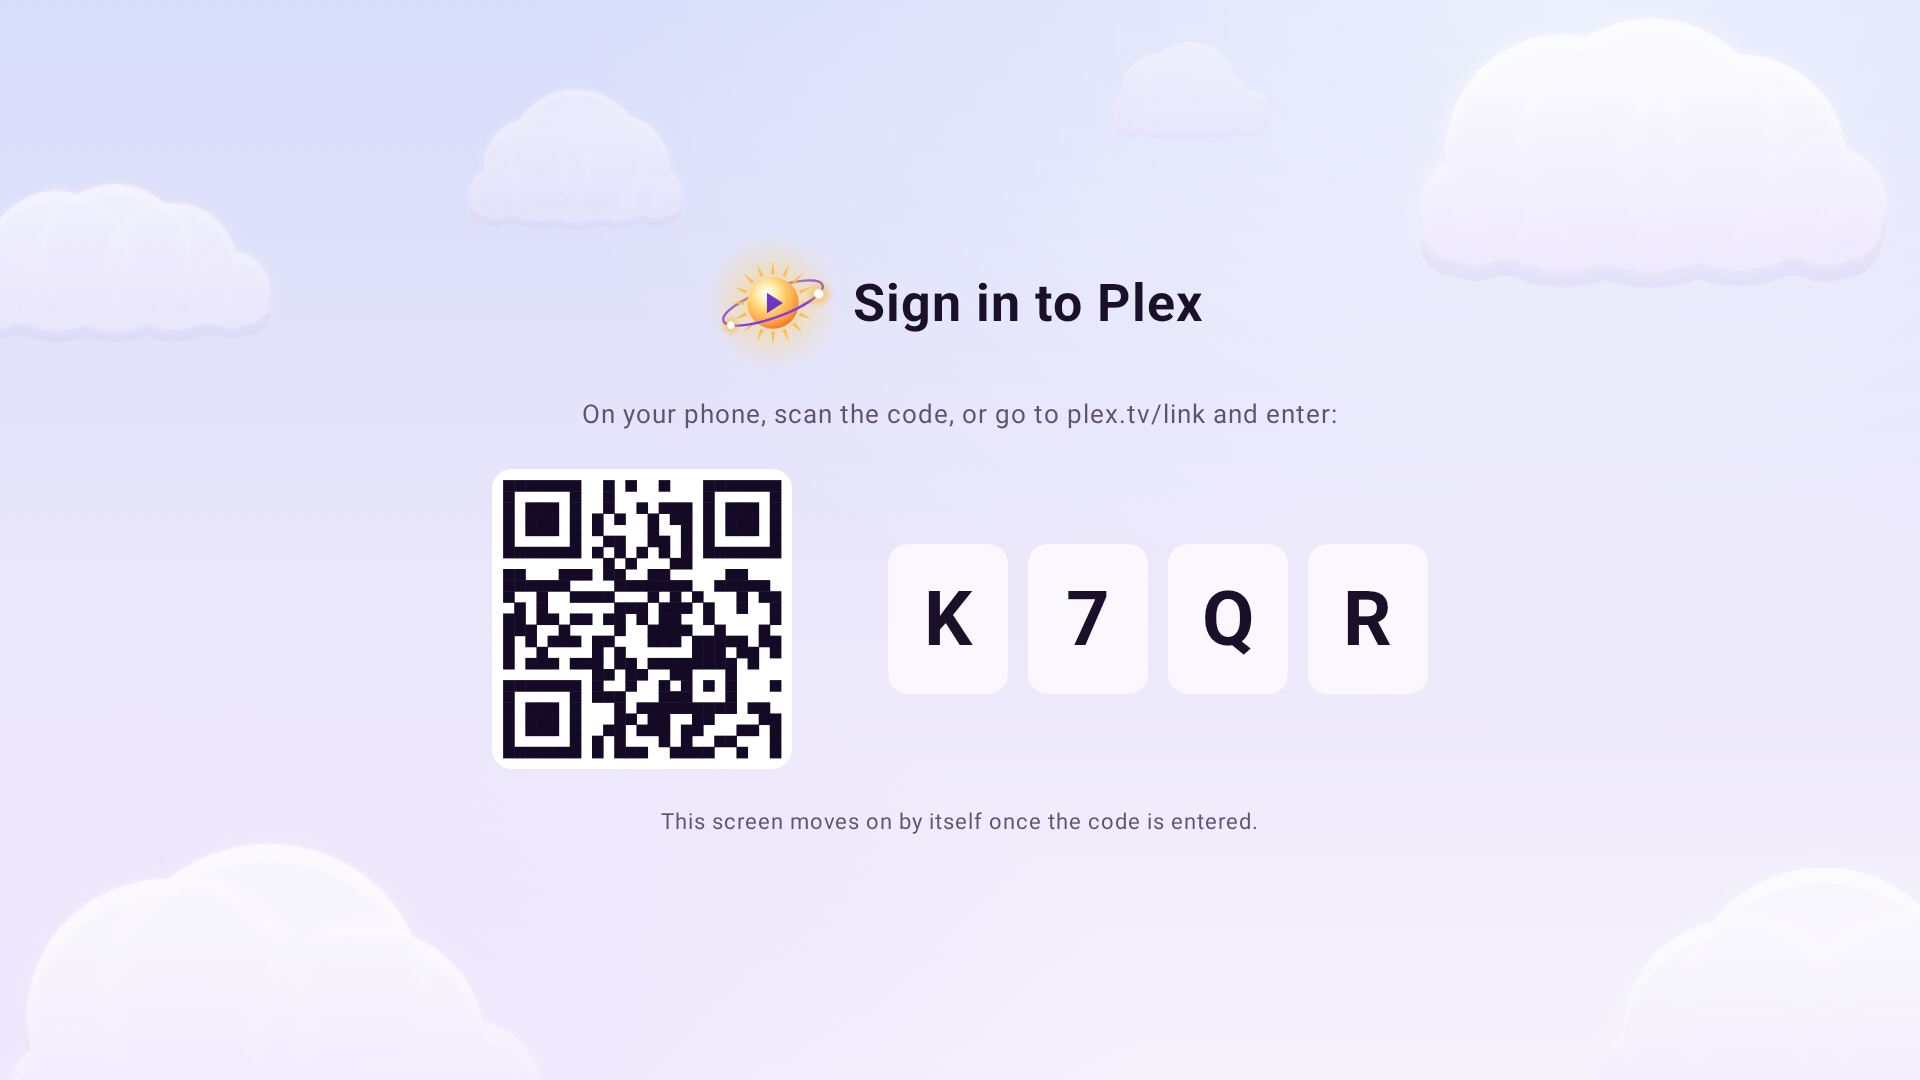 Sign in to Plex
On your phone, scan the code, or go to plex.tv/link and enter:
K 7 Q R
This screen moves on by itself once the code is entered.